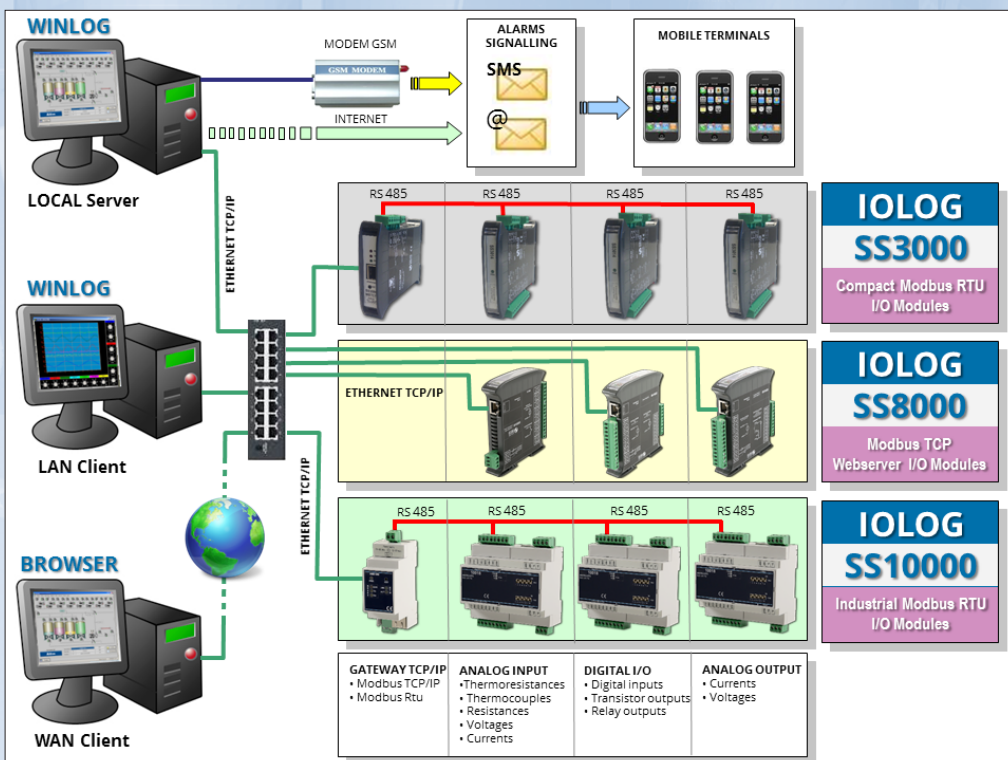 WINLOG
LOCAL Server
MODEM GSM
GSM MODEM
INTERNET
ALARMS
SIGNALLING
SMS
@
MOBILE TERMINALS
ETHERNET TCP/IP
RS 485
RS 485
RS 485
RS 485
IOLOG
SS3000
Compact Modbus RTU
I/O Modules
WINLOG
LAN Client
ETHERNET TCP/IP
IOLOG
SS8000
Modbus TCP
Webserver I/O Modules
ETHERNET TCP/IP
RS 485
RS 485
RS 485
RS 485
IOLOG
SS10000
Industrial Modbus RTU
I/O Modules
BROWSER
WAN Client
GATEWAY TCP/IP
• Modbus TCP/IP
• Modbus Rtu
ANALOG INPUT
•Thermoresistances
• Thermocouples
• Resistances
• Voltages
• Currents
DIGITAL I/O
• Digital inputs
• Transistor outputs
• Relay outputs
ANALOG OUTPUT
• Currents
• Voltages